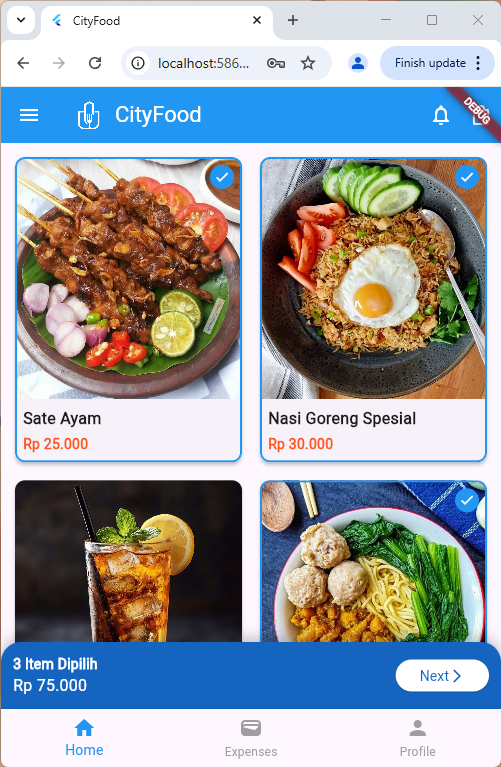 CityFood
localhost:586...
Finish update
CityFood
DEBUG
Sate Ayam
Rp 25.000
Nasi Goreng Spesial
Rp 30.000
3 Item Dipilih
Rp 75.000
Next
Home
Expenses
Profile